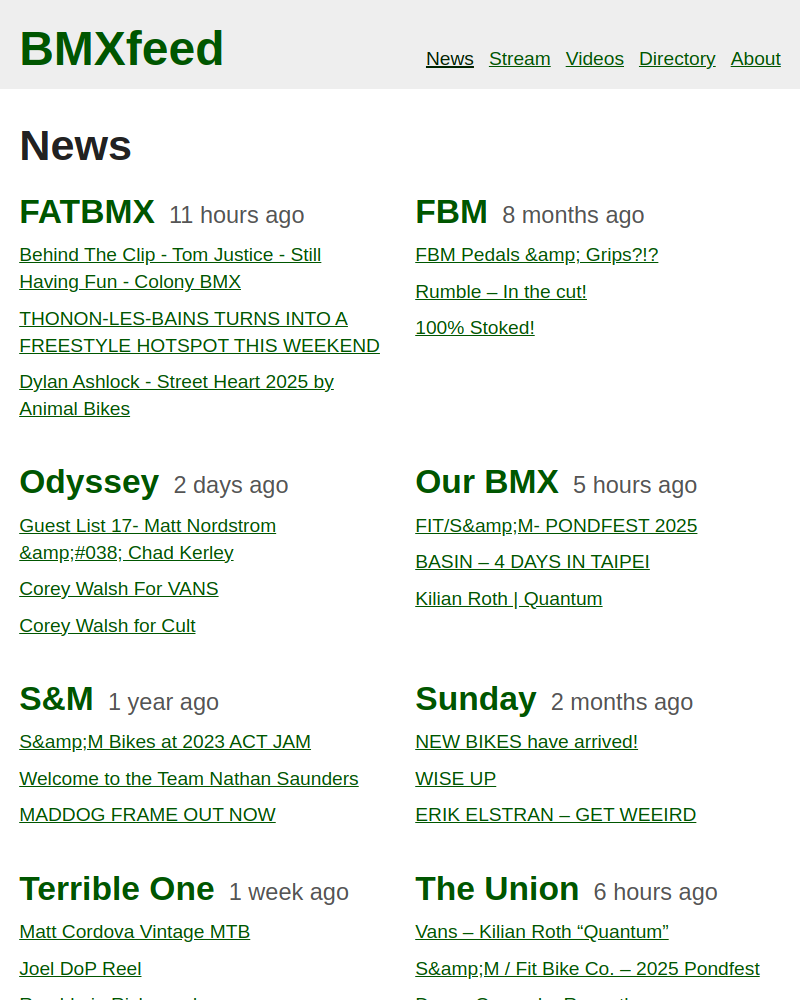 BMXfeed
News Stream Videos Directory About
News
FATBMX 11 hours ago
Behind The Clip - Tom Justice - Still
Having Fun - Colony BMX
THONON-LES-BAINS TURNS INTO A
FREESTYLE HOTSPOT THIS WEEKEND
Dylan Ashlock - Street Heart 2025 by
Animal Bikes
FBM 8 months ago
FBM Pedals &amp; Grips?!?
Rumble – In the cut!
100% Stoked!
Odyssey 2 days ago
Guest List 17- Matt Nordstrom
&amp;#038; Chad Kerley
Corey Walsh For VANS
Corey Walsh for Cult
Our BMX 5 hours ago
FIT/S&amp;M- PONDFEST 2025
BASIN – 4 DAYS IN TAIPEI
Kilian Roth | Quantum
S&M 1 year ago
S&amp;M Bikes at 2023 ACT JAM
Welcome to the Team Nathan Saunders
MADDOG FRAME OUT NOW
Sunday 2 months ago
NEW BIKES have arrived!
WISE UP
ERIK ELSTRAN – GET WEEIRD
Terrible One 1 week ago
Matt Cordova Vintage MTB
Joel DoP Reel
The Union 6 hours ago
Vans – Kilian Roth “Quantum”
S&amp;M / Fit Bike Co. – 2025 Pondfest